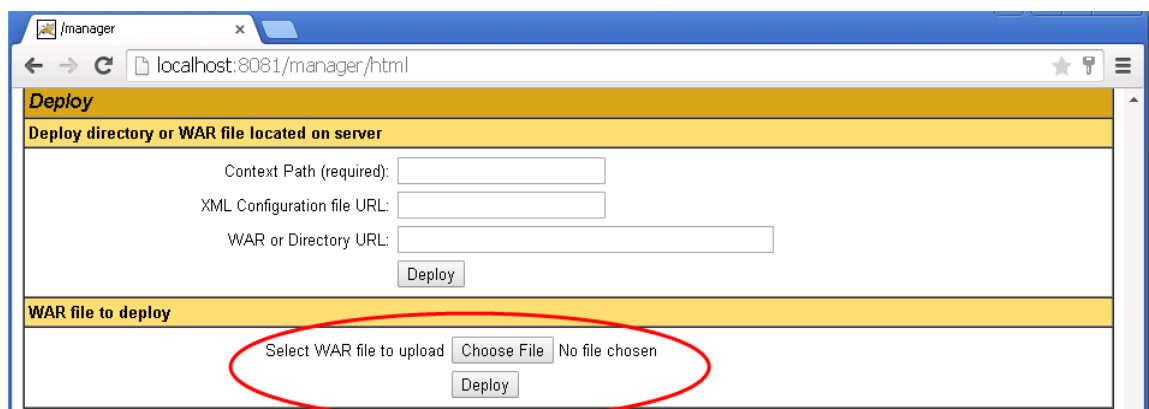 /manager
localhost:8081/manager/html
Deploy
Deploy directory or WAR file located on server
Context Path (required):
XML Configuration file URL:
WAR or Directory URL:
Deploy
WAR file to deploy
Select WAR file to upload Choose File No file chosen
Deploy